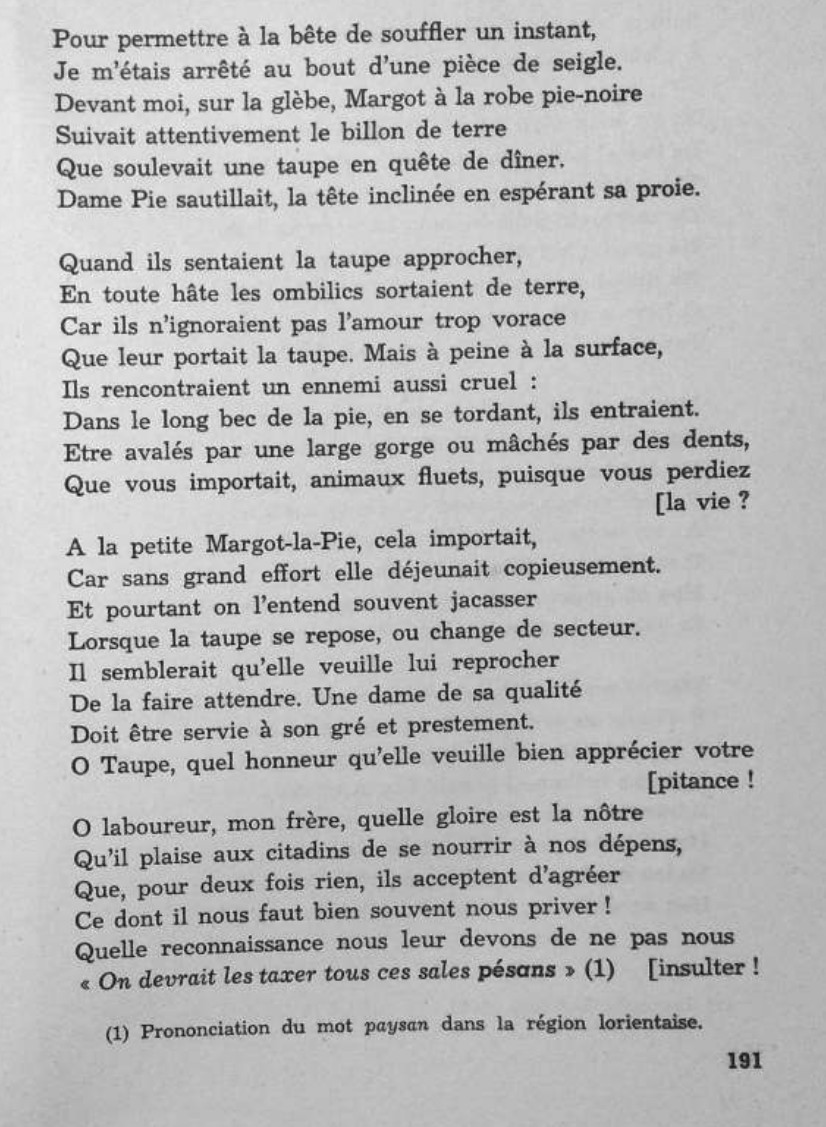 Pour permettre à la bête de souffler un instant,
Je m'étais arrêté au bout d'une pièce de seigle.
Devant moi, sur la glèbe, Margot à la robe pie-noire
Suivait attentivement le billon de terre
Que soulevait une taupe en quête de dîner.
Dame Pie sautillait, la tête inclinée en espérant sa proie.

Quand ils sentaient la taupe approcher,
En toute hâte les ombilics sortaient de terre,
Car ils n'ignoraient pas l'amour trop vorace
Que leur portait la taupe. Mais à peine à la surface,
Ils rencontraient un ennemi aussi cruel :
Dans le long bec de la pie, en se tordant, ils entraient.
Etre avalés par une large gorge ou mâchés par des dents,
Que vous importait, animaux fluets, puisque vous perdiez
[la vie ?

A la petite Margot-la-Pie, cela importait,
Car sans grand effort elle déjeunait copieusement.
Et pourtant on l'entend souvent jacasser
Lorsque la taupe se repose, ou change de secteur.
Il semblerait qu'elle veuille lui reprocher
De la faire attendre. Une dame de sa qualité
Doit être servie à son gré et prestement.
O Taupe, quel honneur qu'elle veuille bien apprécier votre
[pitance !

O laboureur, mon frère, quelle gloire est la nôtre
Qu'il plaise aux citadins de se nourrir à nos dépens,
Que, pour deux fois rien, ils acceptent d'agréer
Ce dont il nous faut bien souvent nous priver !
Quelle reconnaissance nous leur devons de ne pas nous
« On devrait les taxer tous ces sales pésans » (1) [insulter !

(1) Prononciation du mot paysan dans la région lorientaise.

191